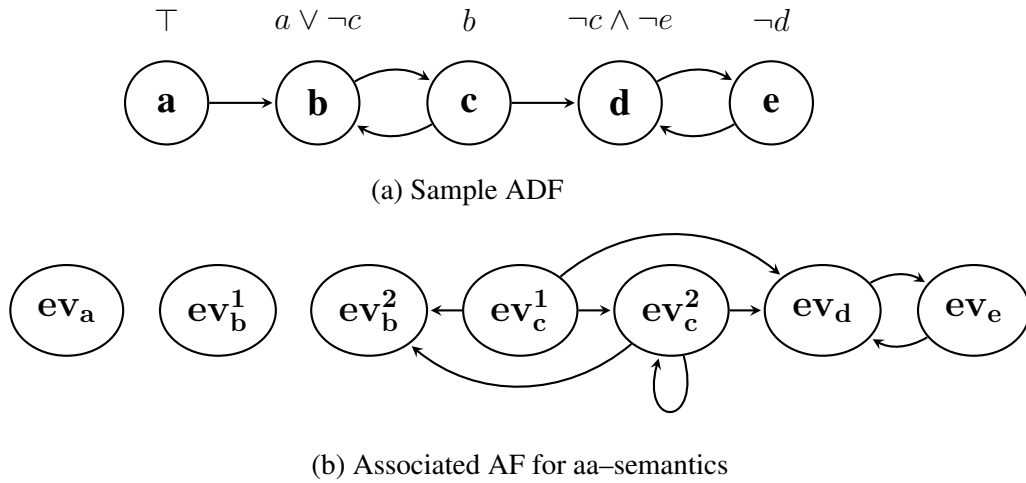 ⊤ a ∨ ¬c b ¬c ∧ ¬e ¬d
a b c d e
(a) Sample ADF
ev_a ev_b^1 ev_b^2 ev_c^1 ev_c^2 ev_d ev_e
(b) Associated AF for aa–semantics